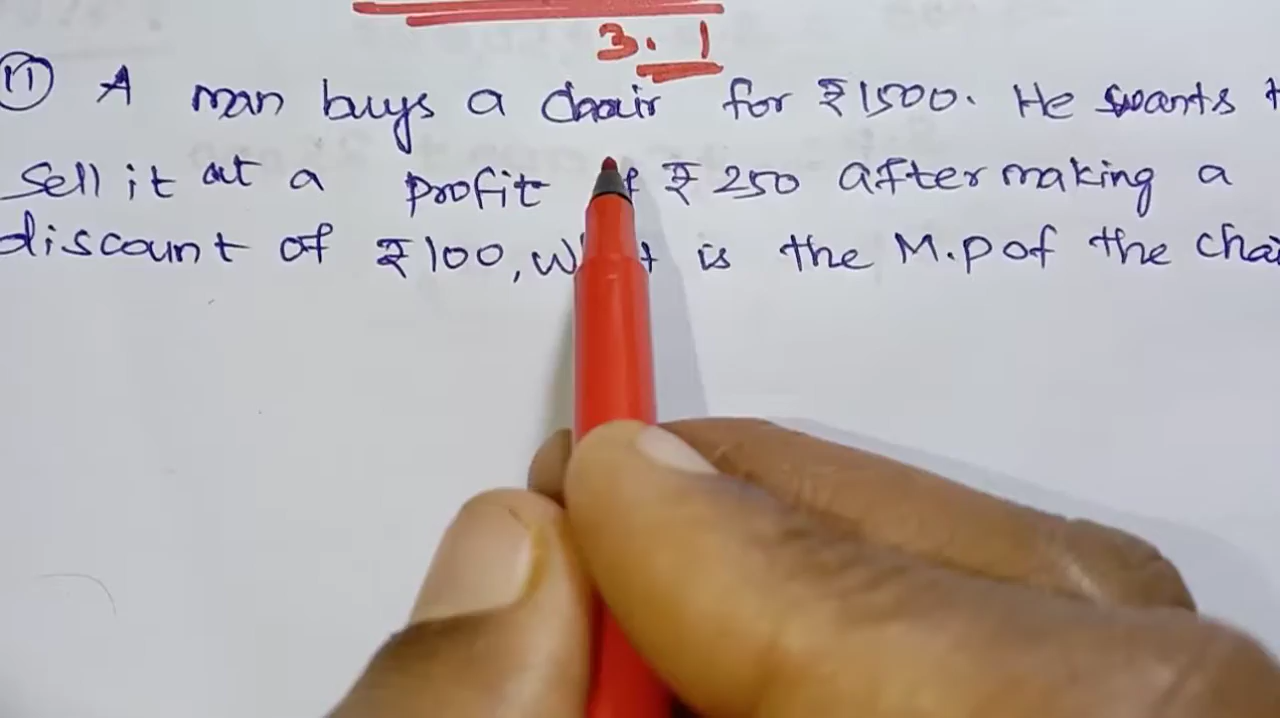 3. 1
11) A man buys a chair for ₹1500. He wants
Sell it at a profit ₹ 250 after making a
discount of ₹100, is the M.P of the